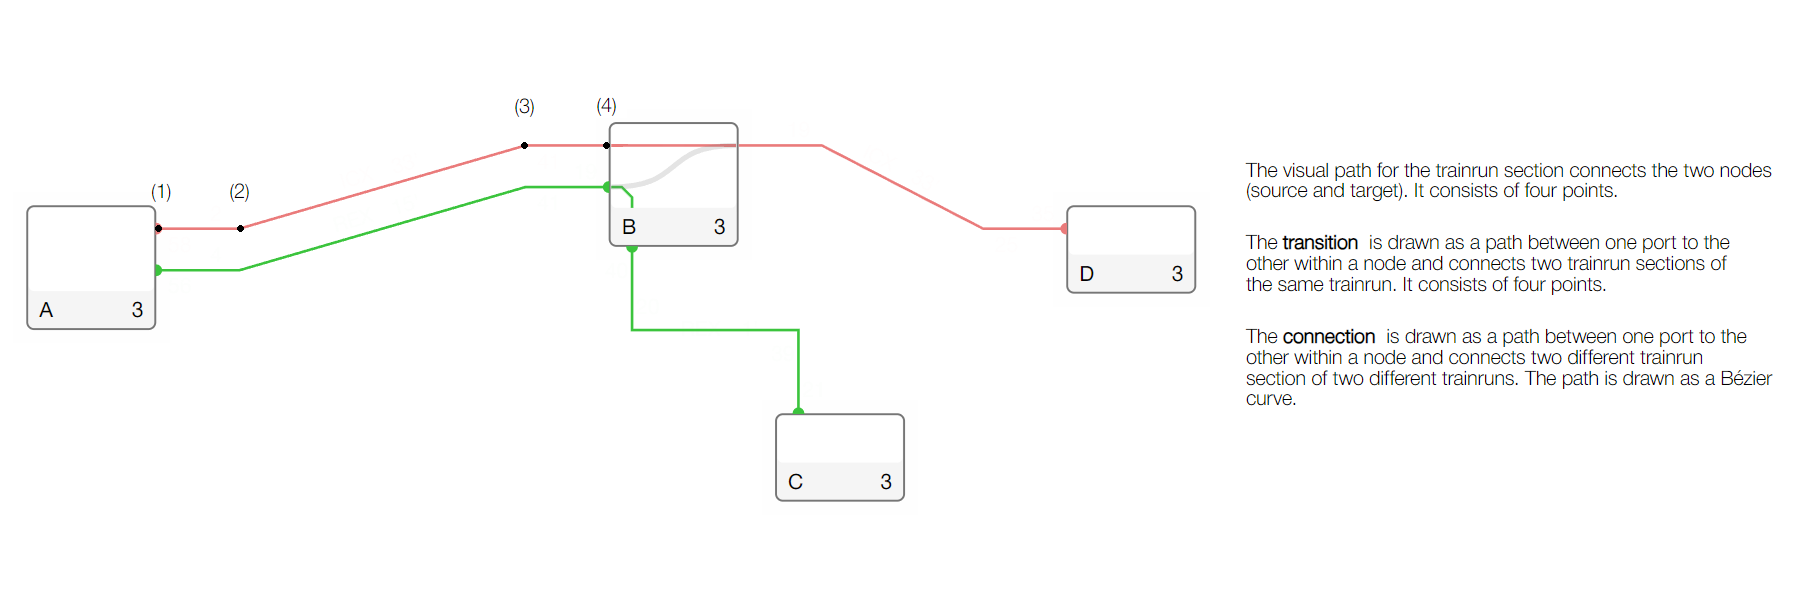 (3)
(4)
(1)
(2)
B 3
D 3
A 3
C 3
The visual path for the trainrun section connects the two nodes
(source and target). It consists of four points.
The transition is drawn as a path between one port to the
other within a node and connects two trainrun sections of
the same trainrun. It consists of four points.
The connection is drawn as a path between one port to the
other within a node and connects two different trainrun
section of two different trainruns. The path is drawn as a Bézier
curve.